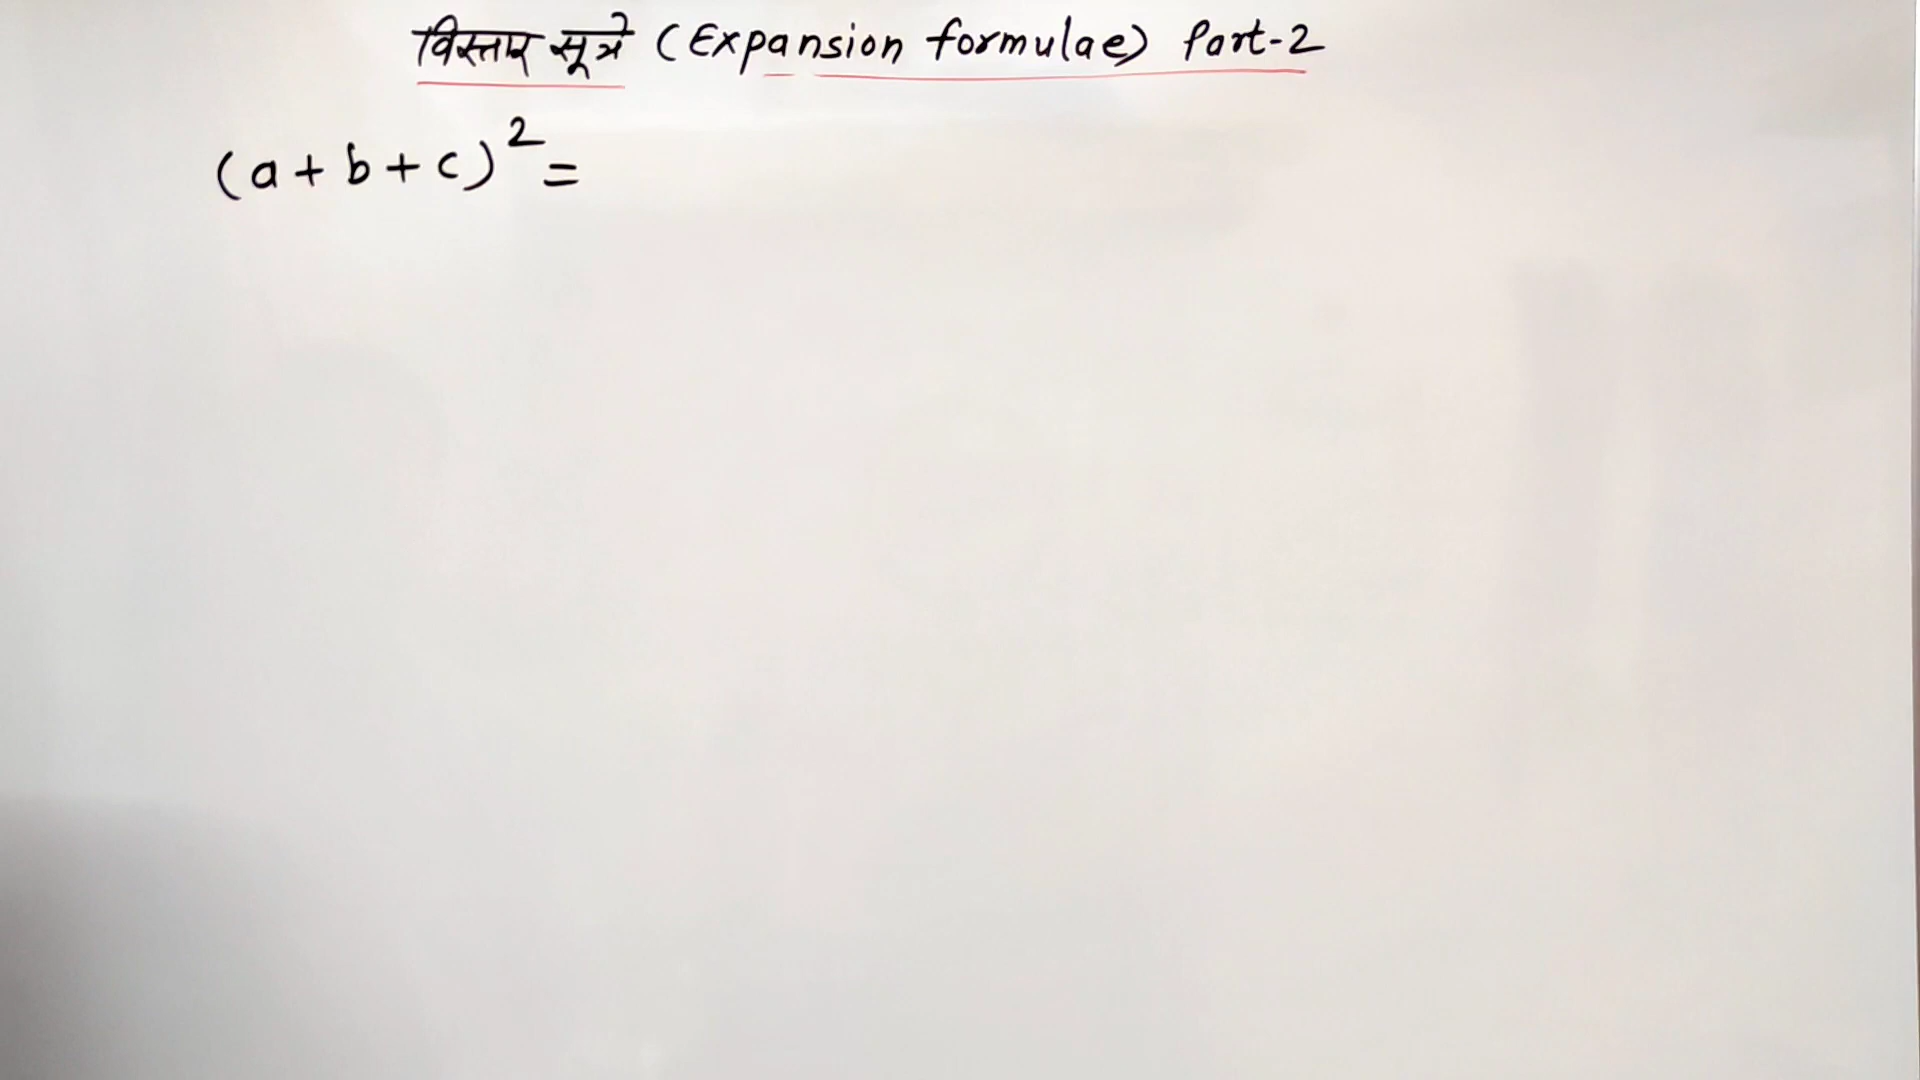 विस्तार सूत्रे (Expansion formulae) Part-2
(a + b + c)² =